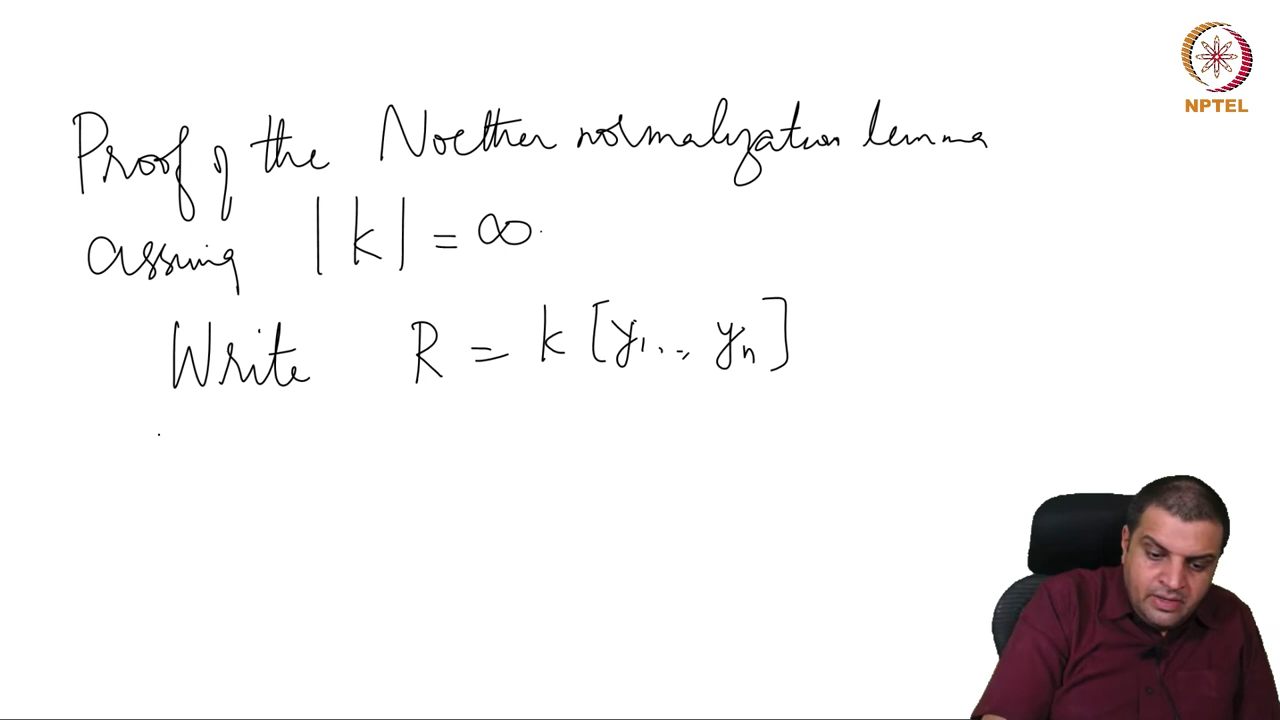 NPTEL
Proof of the Noether normalization lemma
assuming |k| = ∞.
Write R = k [y₁..., yₙ]